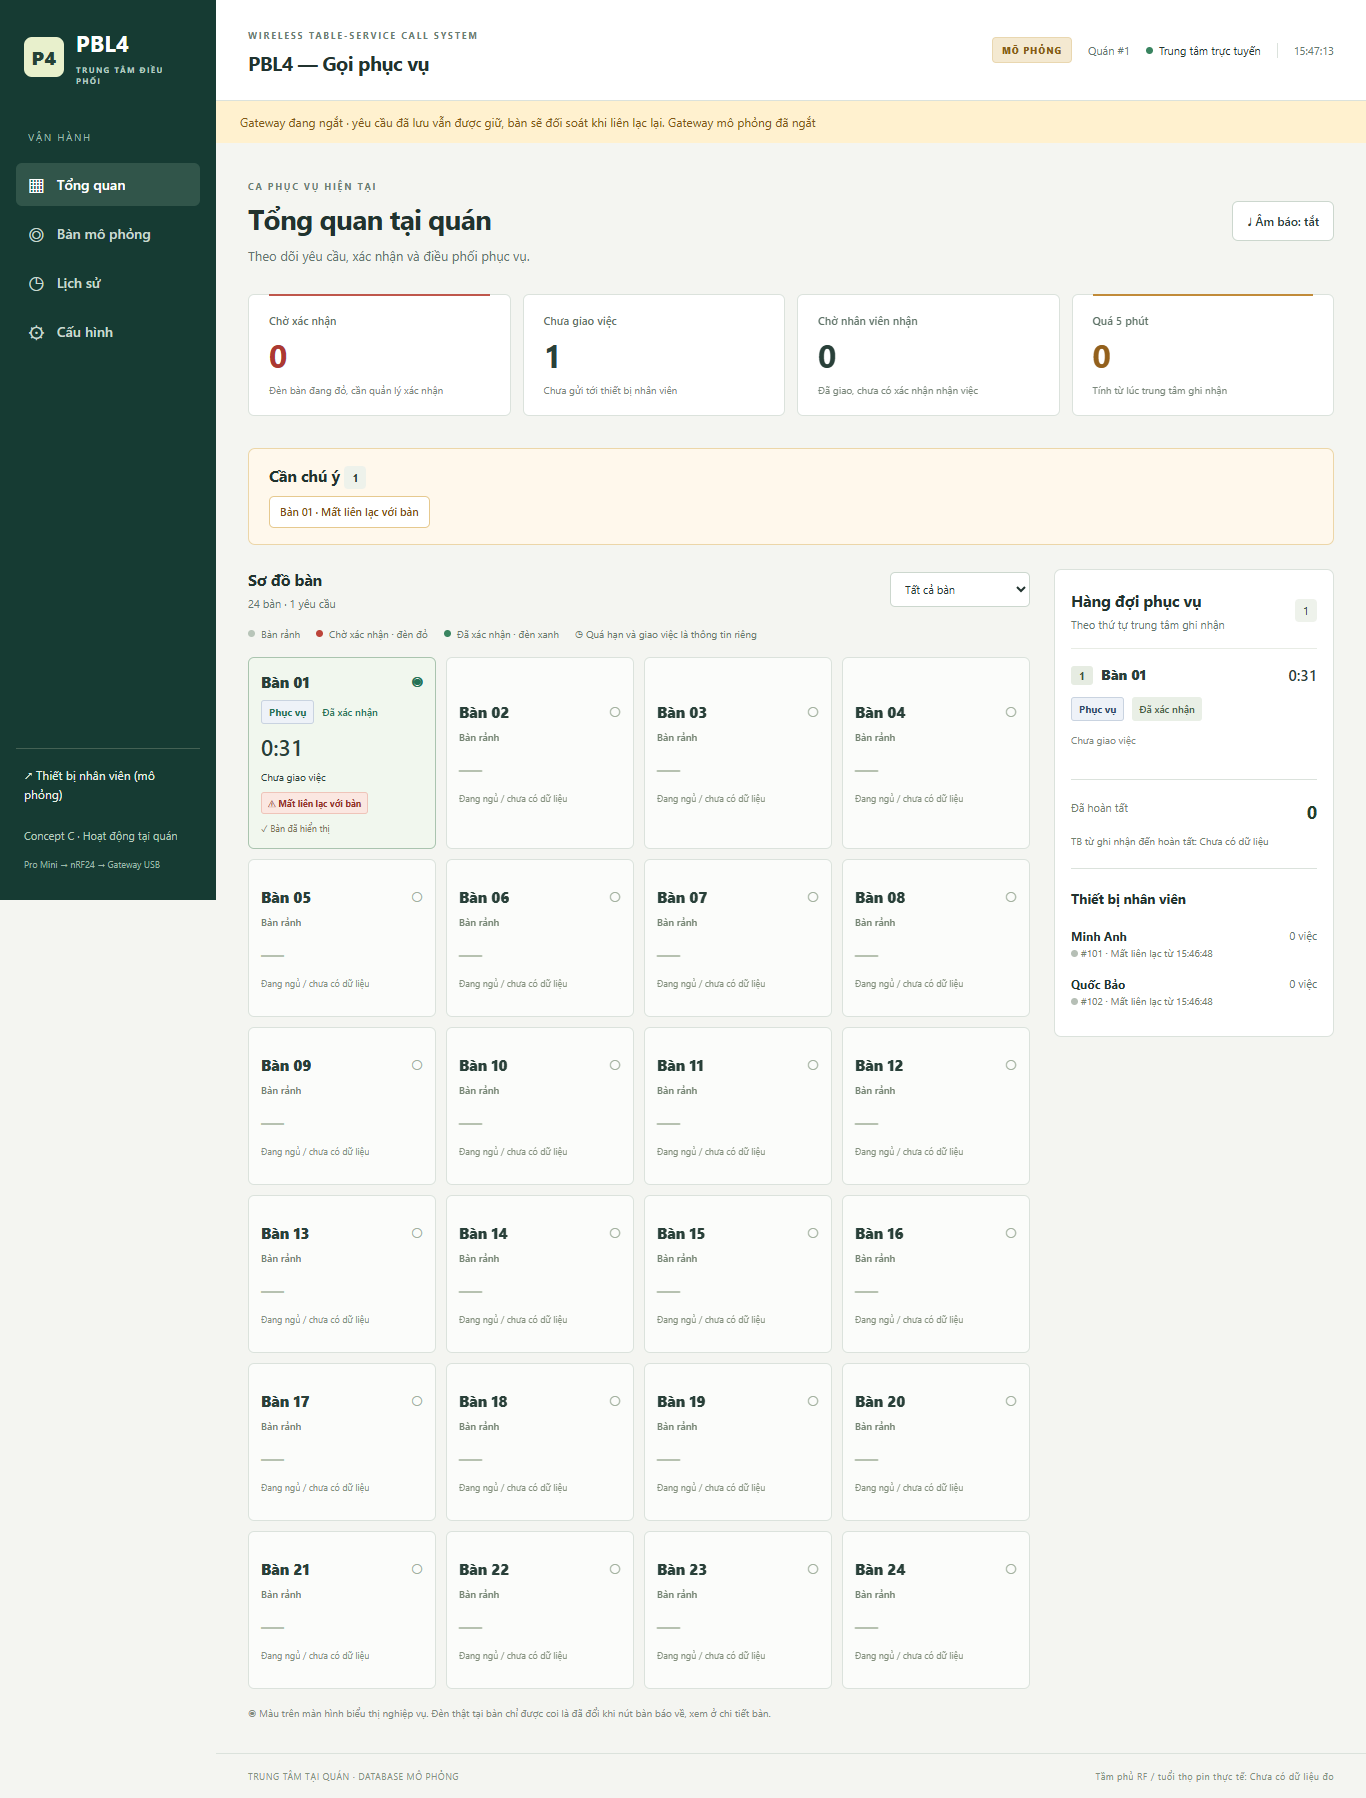 P4
PBL4
TRUNG TÂM ĐIỀU
PHỐI
VẬN HÀNH
Tổng quan
Bàn mô phỏng
Lịch sử
Cấu hình
↗ Thiết bị nhân viên (mô
phỏng)
Concept C · Hoạt động tại quán
Pro Mini → nRF24 → Gateway USB
WIRELESS TABLE-SERVICE CALL SYSTEM
PBL4 — Gọi phục vụ
MÔ PHỎNG
Quán #1
Trung tâm trực tuyến
15:47:13
Gateway đang ngắt · yêu cầu đã lưu vẫn được giữ, bàn sẽ đối soát khi liên lạc lại. Gateway mô phỏng đã ngắt
CA PHỤC VỤ HIỆN TẠI
Tổng quan tại quán
Theo dõi yêu cầu, xác nhận và điều phối phục vụ.
♩ Âm báo: tắt
Chờ xác nhận
0
Đèn bàn đang đỏ, cần quản lý xác nhận
Chưa giao việc
1
Chưa gửi tới thiết bị nhân viên
Chờ nhân viên nhận
0
Đã giao, chưa có xác nhận nhận việc
Quá 5 phút
0
Tính từ lúc trung tâm ghi nhận
Cần chú ý 1
Bàn 01 · Mất liên lạc với bàn
Sơ đồ bàn
24 bàn · 1 yêu cầu
Tất cả bàn
Bàn rảnh
Chờ xác nhận · đèn đỏ
Đã xác nhận · đèn xanh
◷ Quá hạn và giao việc là thông tin riêng
Bàn 01
Phục vụ
Đã xác nhận
0:31
Chưa giao việc
⚠ Mất liên lạc với bàn
✓ Bàn đã hiển thị
Bàn 02
Bàn rảnh
—
Đang ngủ / chưa có dữ liệu
Bàn 03
Bàn rảnh
—
Đang ngủ / chưa có dữ liệu
Bàn 04
Bàn rảnh
—
Đang ngủ / chưa có dữ liệu
Bàn 05
Bàn rảnh
—
Đang ngủ / chưa có dữ liệu
Bàn 06
Bàn rảnh
—
Đang ngủ / chưa có dữ liệu
Bàn 07
Bàn rảnh
—
Đang ngủ / chưa có dữ liệu
Bàn 08
Bàn rảnh
—
Đang ngủ / chưa có dữ liệu
Bàn 09
Bàn rảnh
—
Đang ngủ / chưa có dữ liệu
Bàn 10
Bàn rảnh
—
Đang ngủ / chưa có dữ liệu
Bàn 11
Bàn rảnh
—
Đang ngủ / chưa có dữ liệu
Bàn 12
Bàn rảnh
—
Đang ngủ / chưa có dữ liệu
Bàn 13
Bàn rảnh
—
Đang ngủ / chưa có dữ liệu
Bàn 14
Bàn rảnh
—
Đang ngủ / chưa có dữ liệu
Bàn 15
Bàn rảnh
—
Đang ngủ / chưa có dữ liệu
Bàn 16
Bàn rảnh
—
Đang ngủ / chưa có dữ liệu
Bàn 17
Bàn rảnh
—
Đang ngủ / chưa có dữ liệu
Bàn 18
Bàn rảnh
—
Đang ngủ / chưa có dữ liệu
Bàn 19
Bàn rảnh
—
Đang ngủ / chưa có dữ liệu
Bàn 20
Bàn rảnh
—
Đang ngủ / chưa có dữ liệu
Bàn 21
Bàn rảnh
—
Đang ngủ / chưa có dữ liệu
Bàn 22
Bàn rảnh
—
Đang ngủ / chưa có dữ liệu
Bàn 23
Bàn rảnh
—
Đang ngủ / chưa có dữ liệu
Bàn 24
Bàn rảnh
—
Đang ngủ / chưa có dữ liệu
◉ Màu trên màn hình biểu thị nghiệp vụ. Đèn thật tại bàn chỉ được coi là đã đổi khi nút bàn báo về, xem ở chi tiết bàn.
Hàng đợi phục vụ
1
Theo thứ tự trung tâm ghi nhận
1
Bàn 01
0:31
Phục vụ
Đã xác nhận
Chưa giao việc
Đã hoàn tất
0
TB từ ghi nhận đến hoàn tất: Chưa có dữ liệu
Thiết bị nhân viên
Minh Anh
0 việc
#101 · Mất liên lạc từ 15:46:48
Quốc Bảo
0 việc
#102 · Mất liên lạc từ 15:46:48
TRUNG TÂM TẠI QUÁN · DATABASE MÔ PHỎNG
Tầm phủ RF / tuổi thọ pin thực tế: Chưa có dữ liệu đo